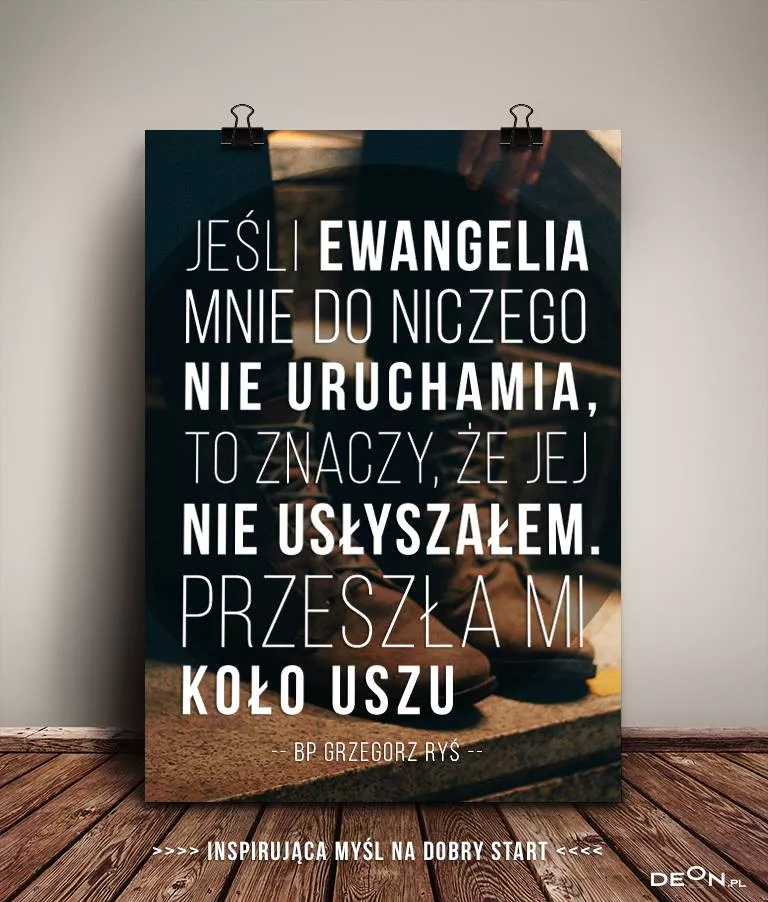 JEŚLI EWANGELIA
MNIE DO NICZEGO
NIE URUCHAMIA,
TO ZNACZY, ŻE JEJ
NIE USŁYSZAŁEM.
PRZESZŁA MI
KOŁO USZU
-- BP GRZEGORZ RYŚ --
>>>> INSPIRUJĄCA MYŚL NA DOBRY START <<<<
DEON.PL